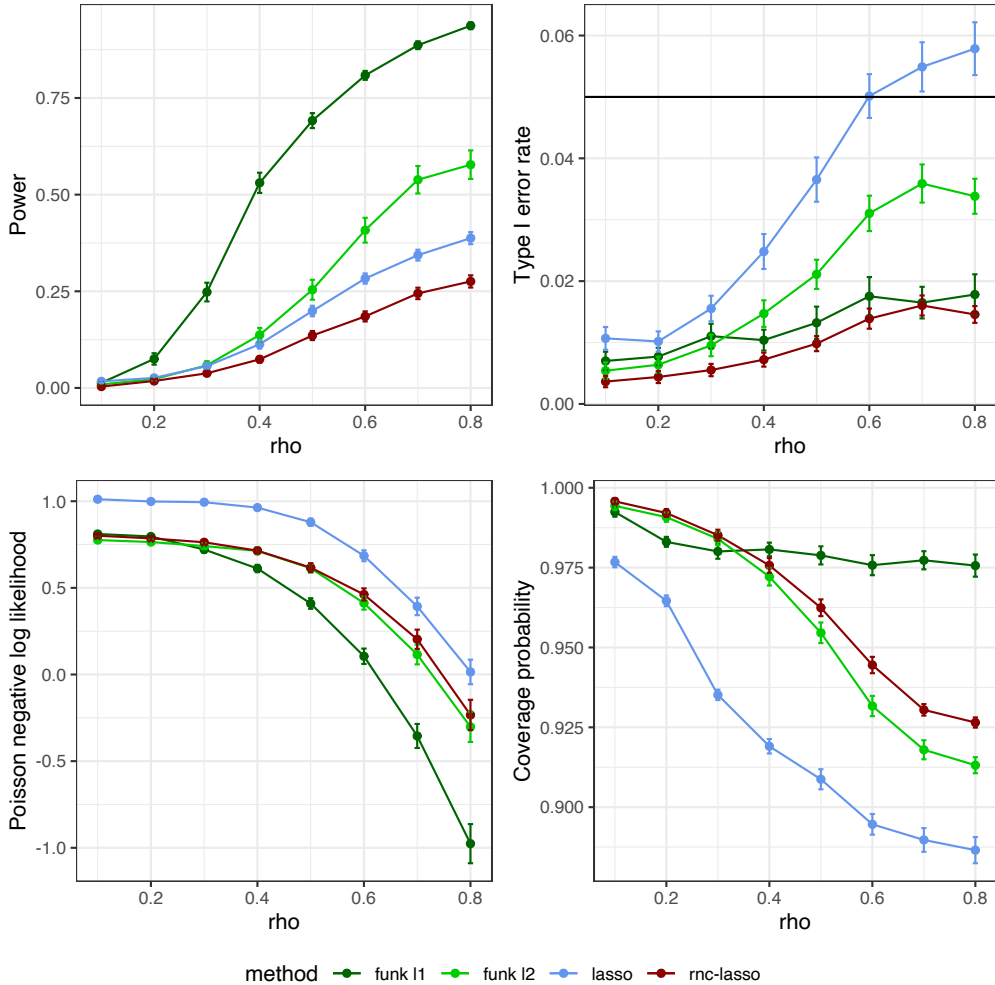 Power
0.75
0.50
0.25
0.00
0.2 0.4 0.6 0.8
rho
Type I error rate
0.06
0.04
0.02
0.00
0.2 0.4 0.6 0.8
rho
Poisson negative log likelihood
1.0
0.5
0.0
-0.5
-1.0
0.2 0.4 0.6 0.8
rho
Coverage probability
1.000
0.975
0.950
0.925
0.900
0.2 0.4 0.6 0.8
rho
method funk l1 funk l2 lasso rnc-lasso